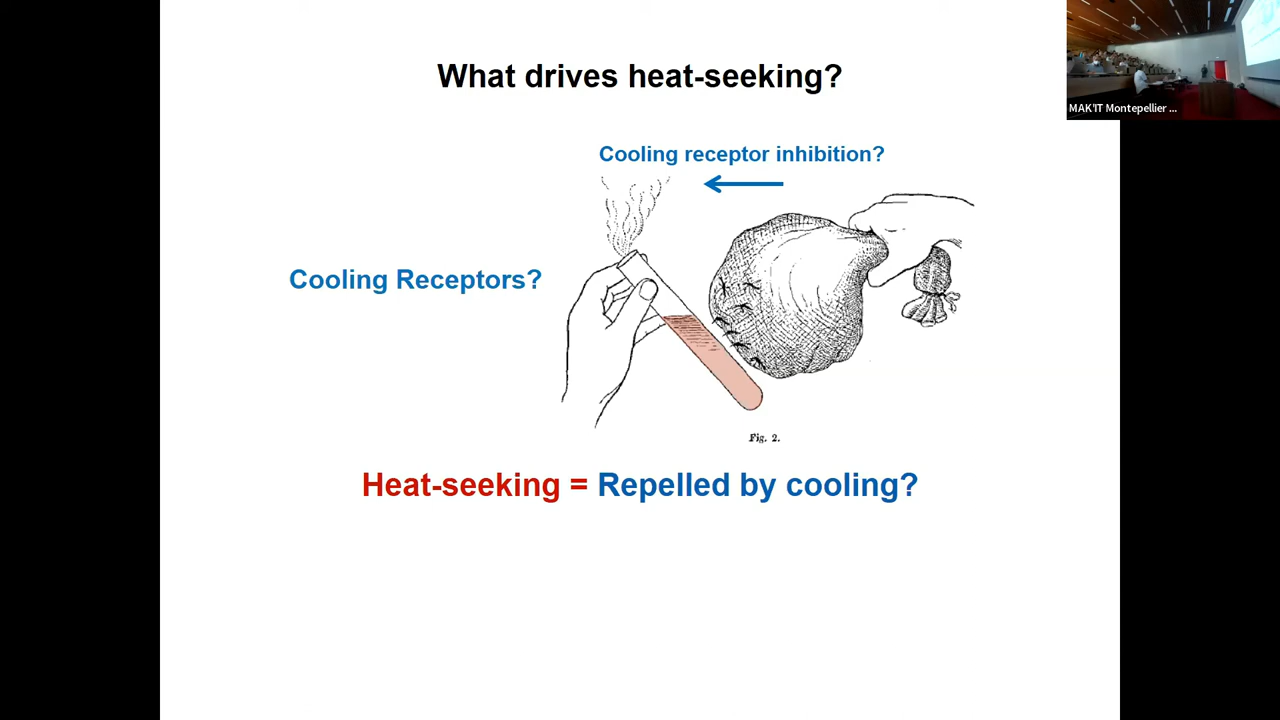 What drives heat-seeking?
MAK'IT Montepellier ...
Cooling receptor inhibition?
Cooling Receptors?
Fig. 2.
Heat-seeking = Repelled by cooling?